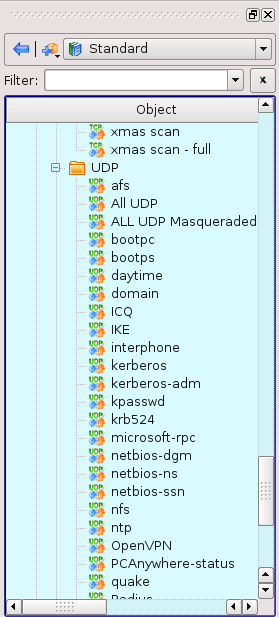 Standard
Filter:
x
Object
TCP xmas scan
TCP xmas scan - full
UDP
UDP afs
UDP All UDP
UDP ALL UDP Masqueraded
UDP bootpc
UDP bootps
UDP daytime
UDP domain
UDP ICQ
UDP IKE
UDP interphone
UDP kerberos
UDP kerberos-adm
UDP kpasswd
UDP krb524
UDP microsoft-rpc
UDP netbios-dgm
UDP netbios-ns
UDP netbios-ssn
UDP nfs
UDP ntp
UDP OpenVPN
UDP PCAnywhere-status
UDP quake
UDP Radius